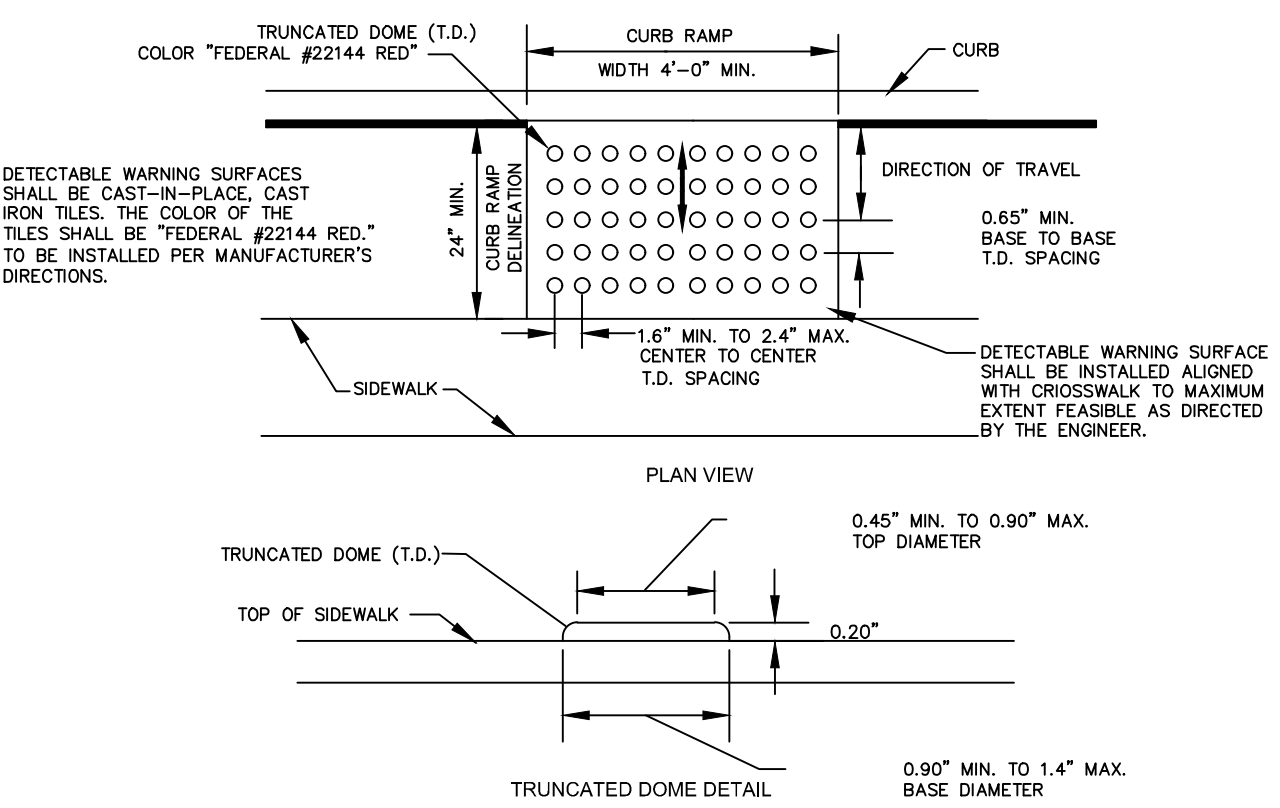 TRUNCATED DOME (T.D.)
COLOR "FEDERAL #22144 RED"
CURB RAMP
WIDTH 4'-0" MIN.
CURB
DETECTABLE WARNING SURFACES
SHALL BE CAST-IN-PLACE, CAST
IRON TILES. THE COLOR OF THE
TILES SHALL BE "FEDERAL #22144 RED."
TO BE INSTALLED PER MANUFACTURER'S
DIRECTIONS.
24" MIN.
CURB RAMP
DELINEATION
DIRECTION OF TRAVEL
0.65" MIN.
BASE TO BASE
T.D. SPACING
1.6" MIN. TO 2.4" MAX.
CENTER TO CENTER
T.D. SPACING
SIDEWALK
DETECTABLE WARNING SURFACE
SHALL BE INSTALLED ALIGNED
WITH CRIOSSWALK TO MAXIMUM
EXTENT FEASIBLE AS DIRECTED
BY THE ENGINEER.
PLAN VIEW
0.45" MIN. TO 0.90" MAX.
TOP DIAMETER
TRUNCATED DOME (T.D.)
TOP OF SIDEWALK
0.20"
0.90" MIN. TO 1.4" MAX.
BASE DIAMETER
TRUNCATED DOME DETAIL